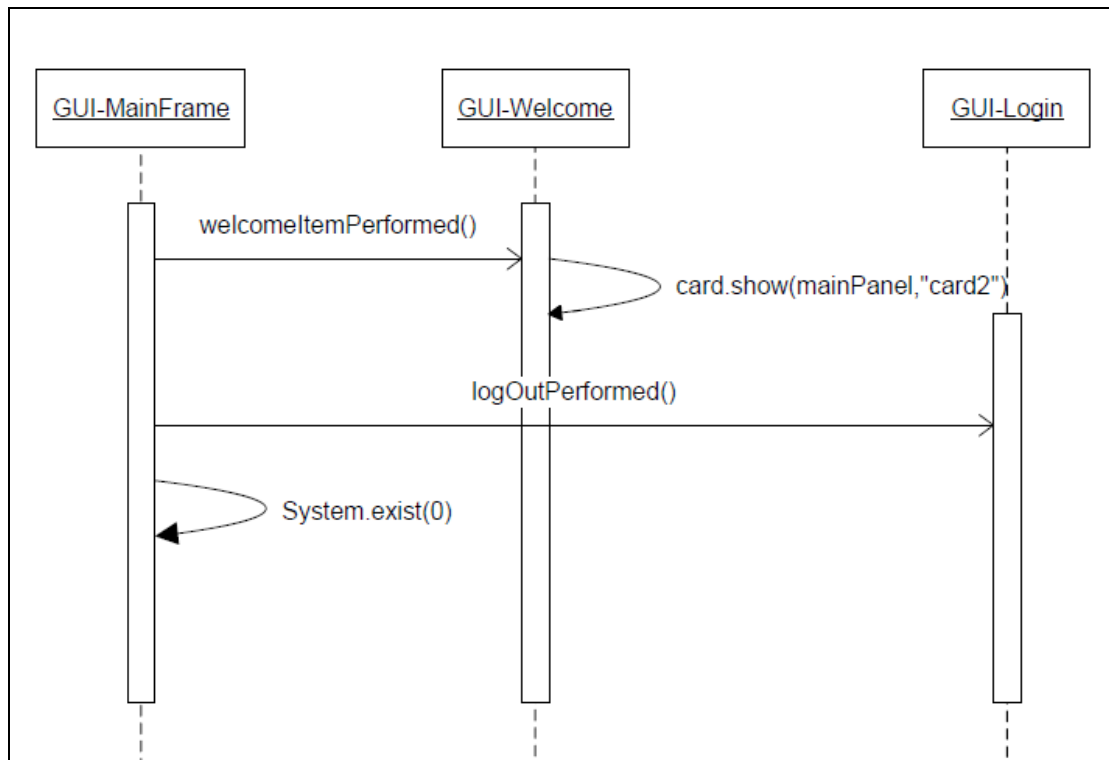 GUI-MainFrame
GUI-Welcome
GUI-Login
welcomeItemPerformed()
card.show(mainPanel,"card2")
logOutPerformed()
System.exist(0)